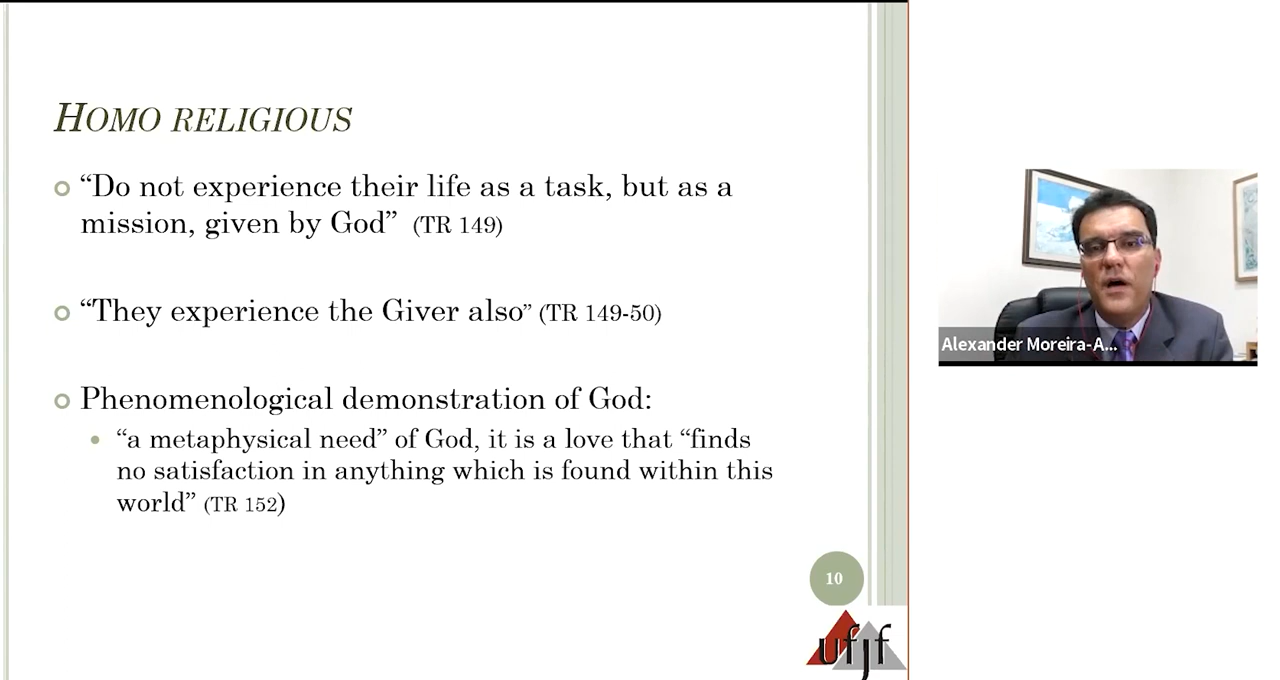 HOMO RELIGIOUS
“Do not experience their life as a task, but as a
mission, given by God” (TR 149)
“They experience the Giver also” (TR 149-50)
Phenomenological demonstration of God:
“a metaphysical need” of God, it is a love that “finds
no satisfaction in anything which is found within this
world” (TR 152)
10
ufjf
Alexander Moreira-A...